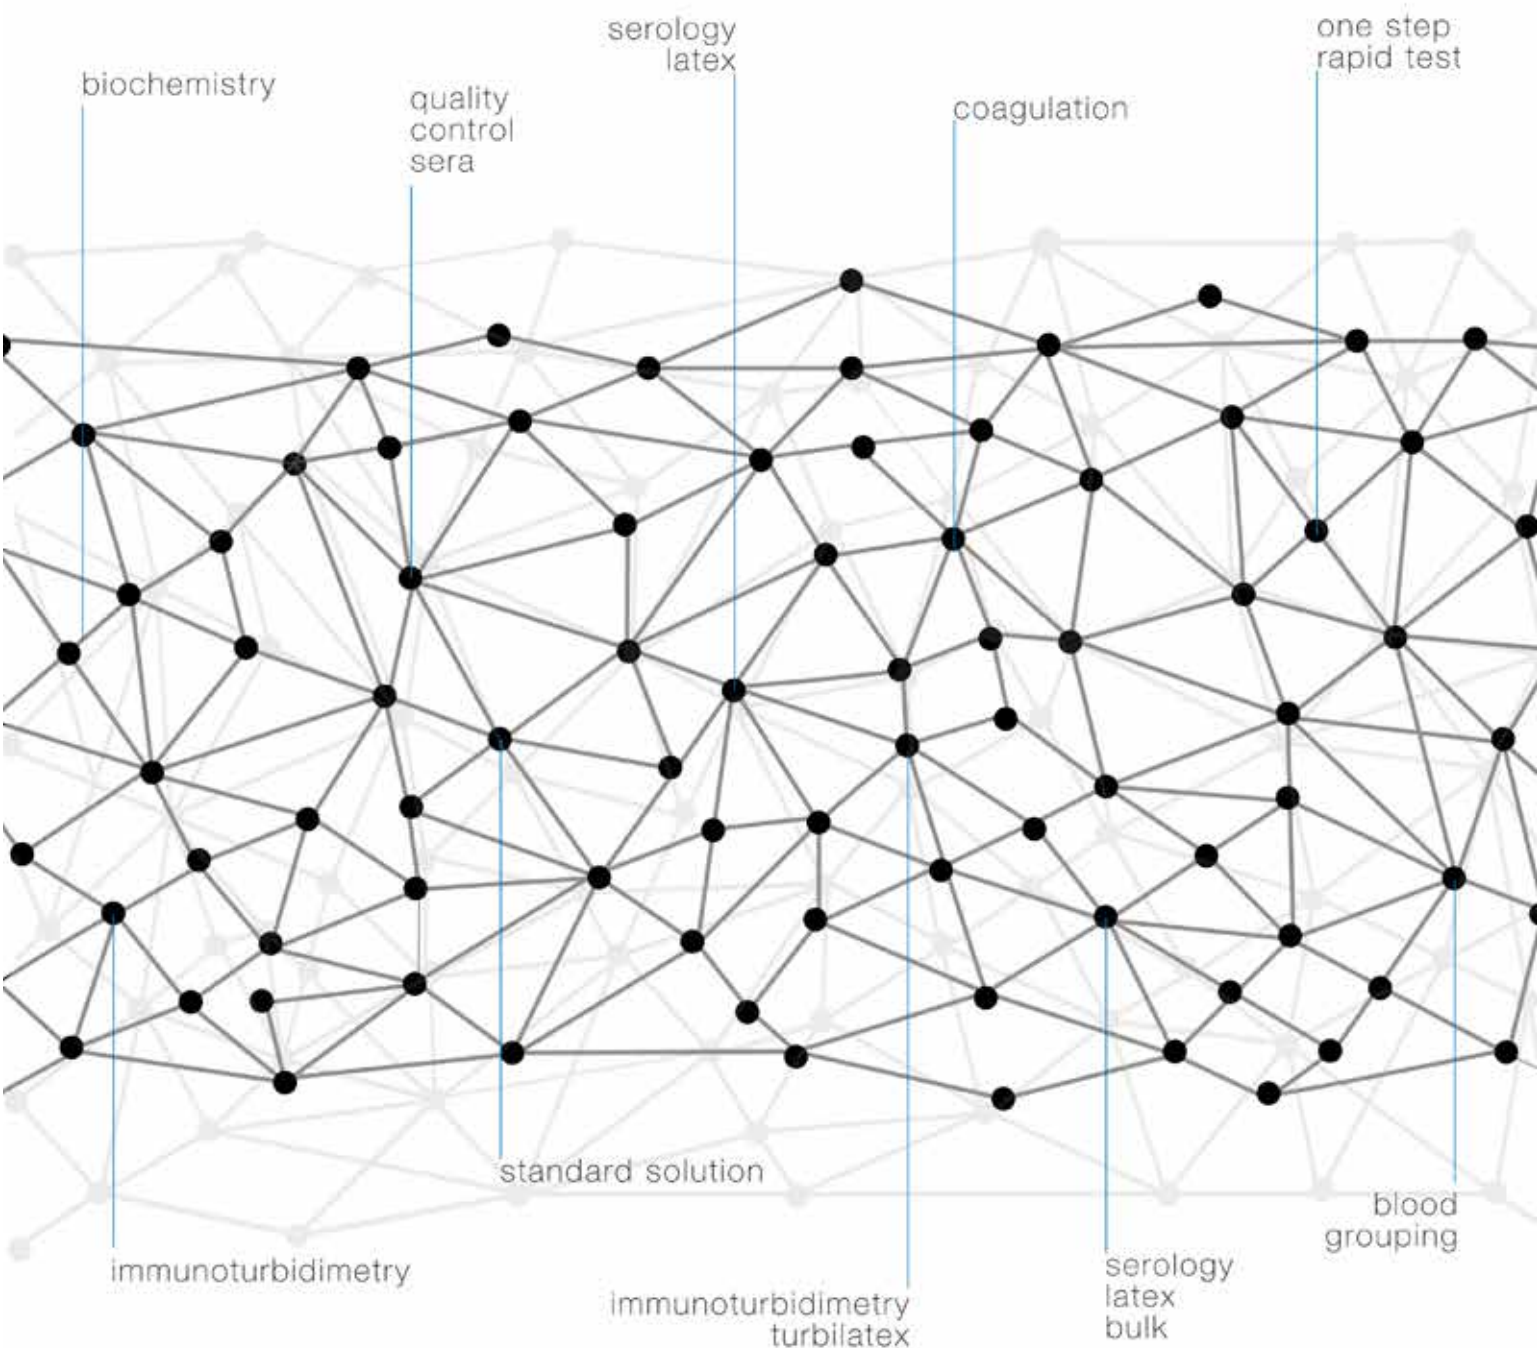 serology
latex
one step
rapid test
biochemistry
quality
control
sera
coagulation
standard solution
blood
grouping
immunoturbidimetry
serology
latex
bulk
immunoturbidimetry
turbilatex